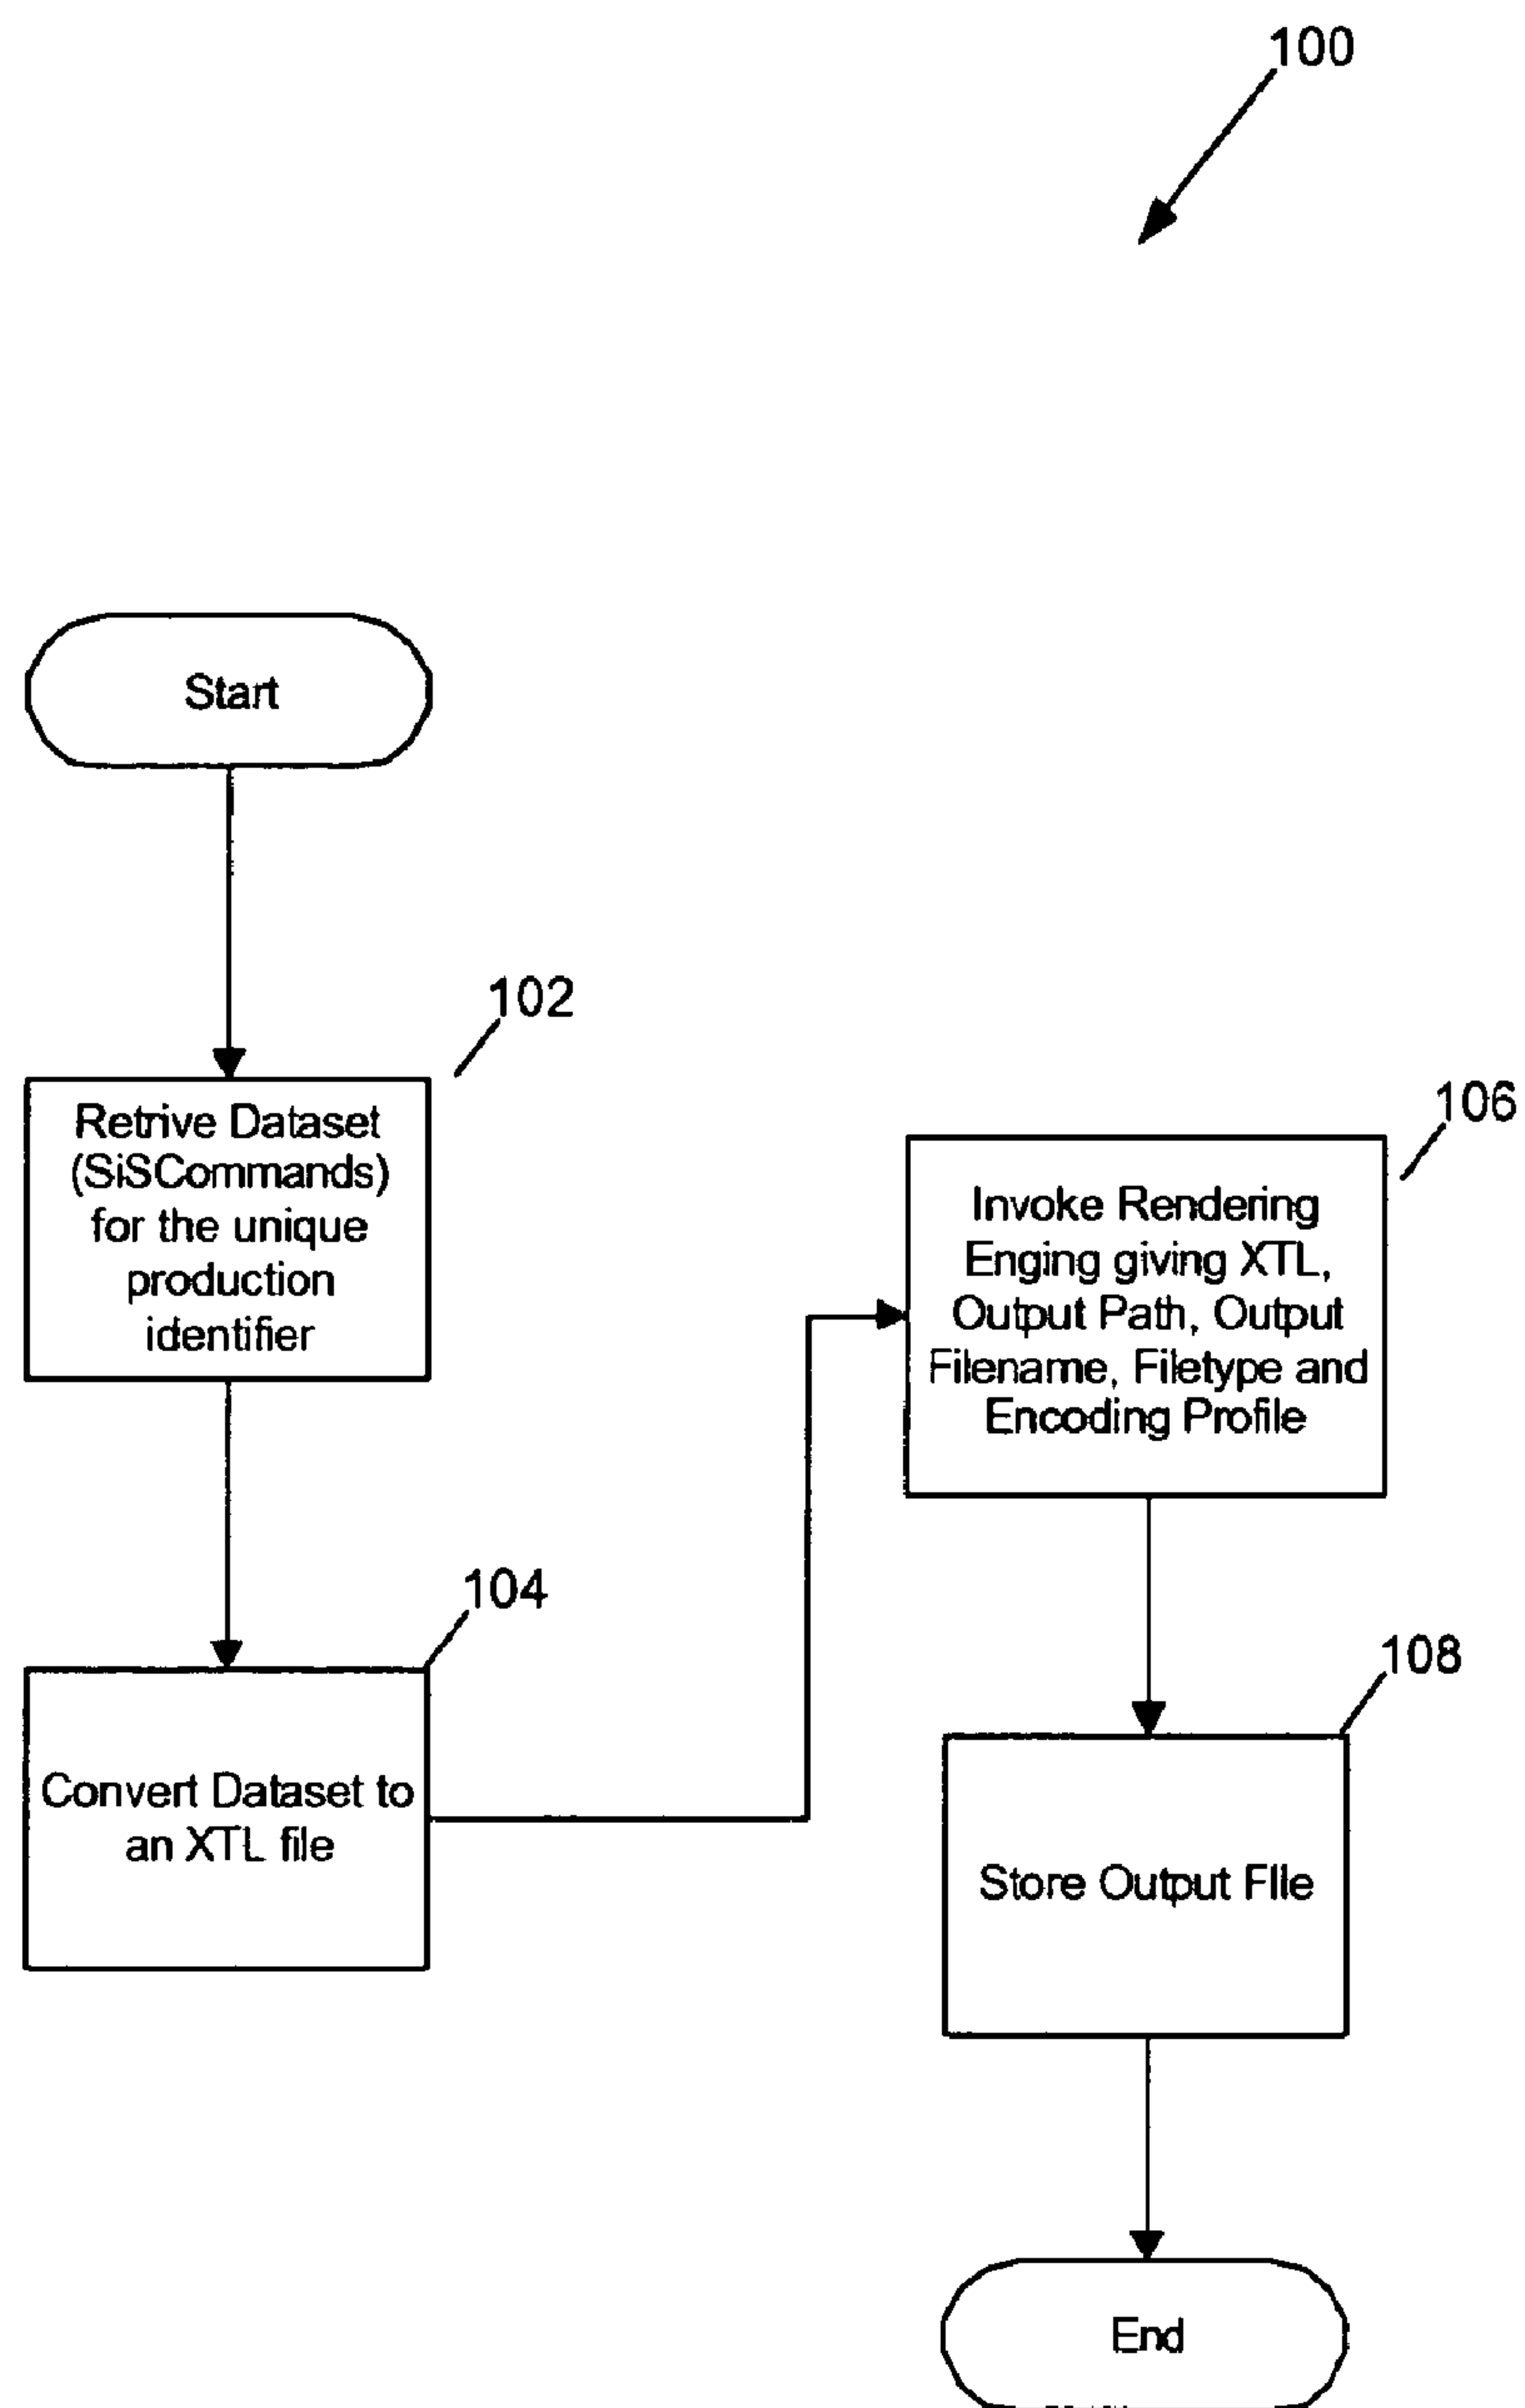 100
Start
102
Retrive Dataset
(SiSCommands)
for the unique
production
identifier
104
Convert Dataset to
an XTL file
106
Invoke Rendering
Enging giving XTL,
Output Path, Output
Filename, Filetype and
Encoding Profile
108
Store Output File
End